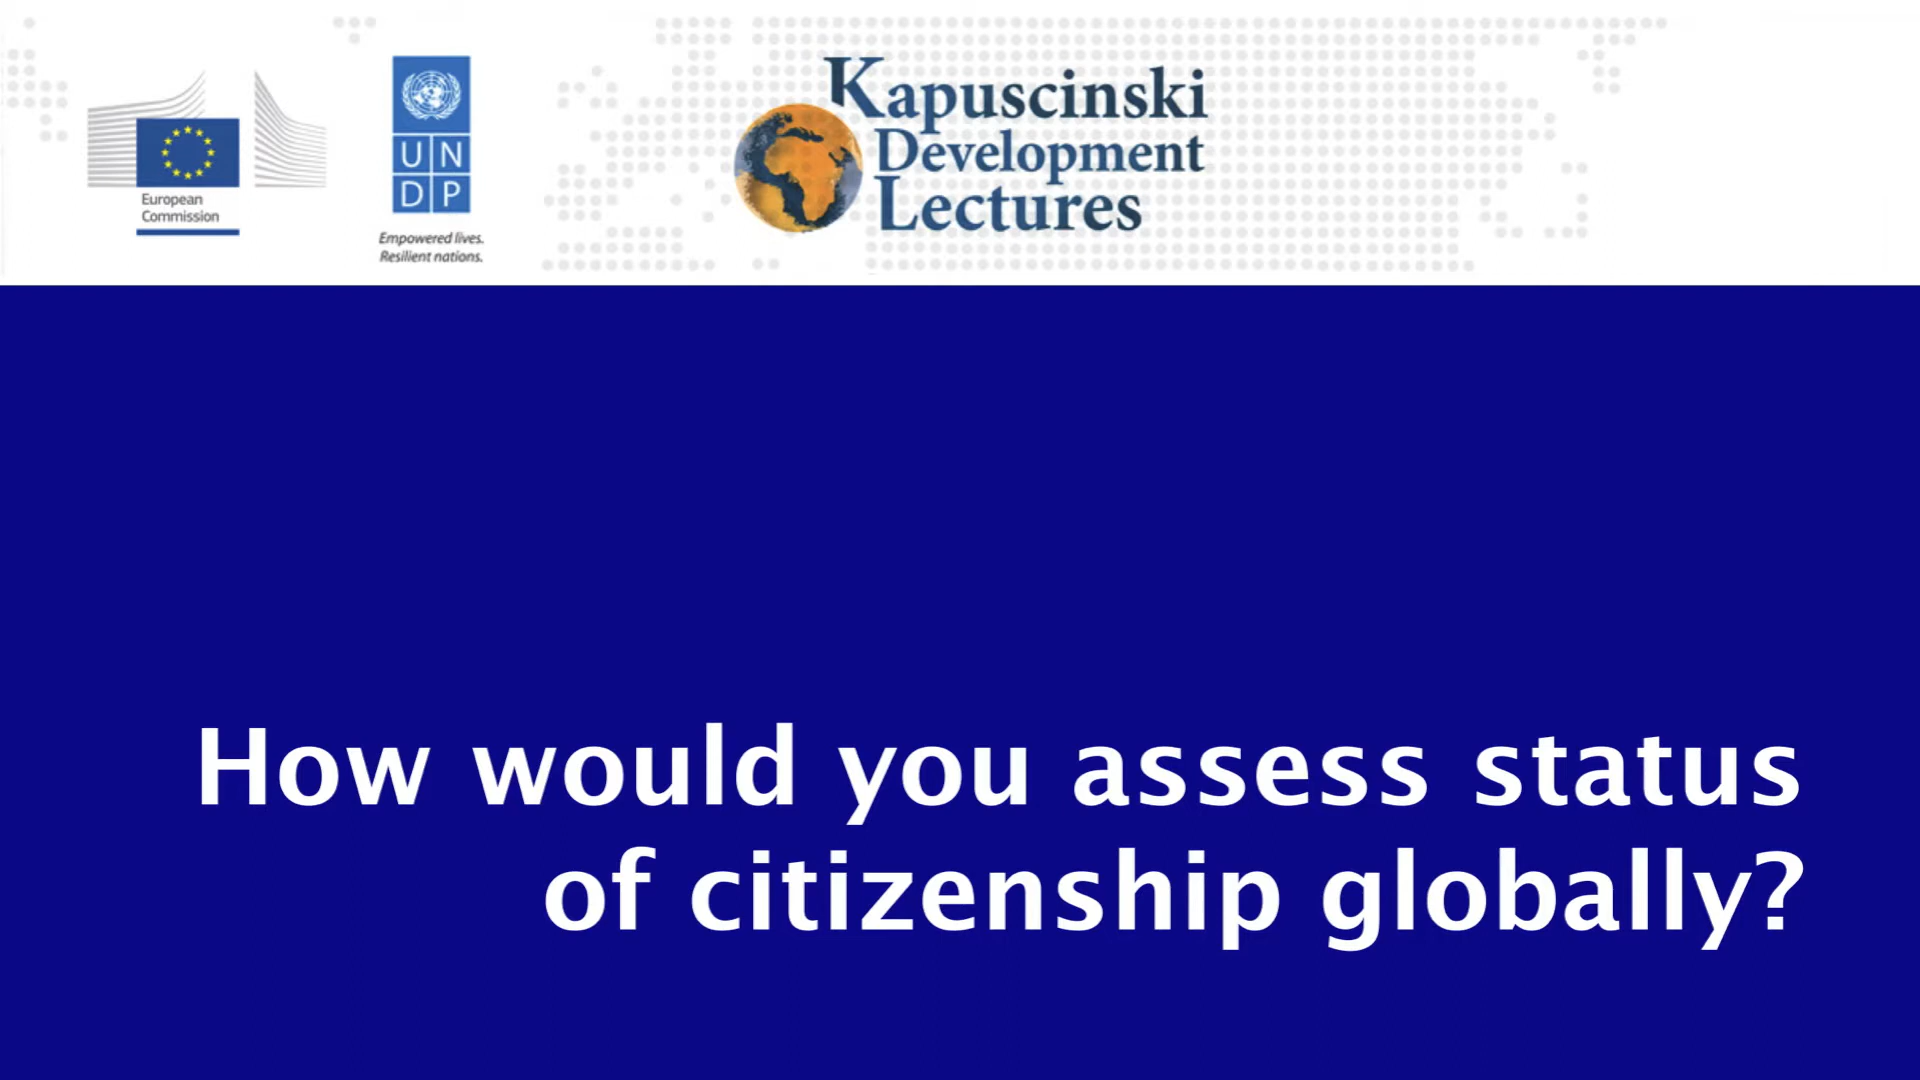 European
Commission
U N
D P
Empowered lives.
Resilient nations.
Kapuscinski
Development
Lectures
How would you assess status
of citizenship globally?